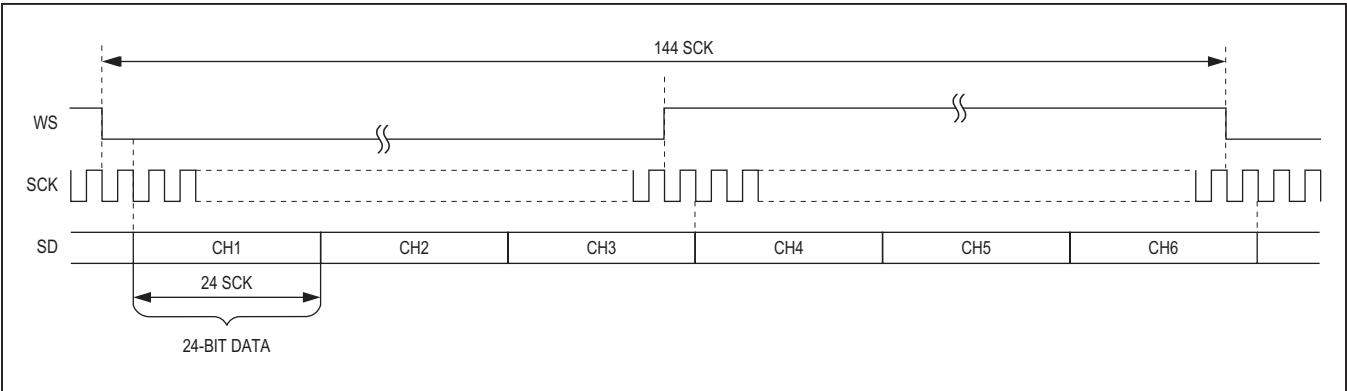 144 SCK
WS
SCK
SD
CH1
CH2
CH3
CH4
CH5
CH6
24 SCK
24-BIT DATA